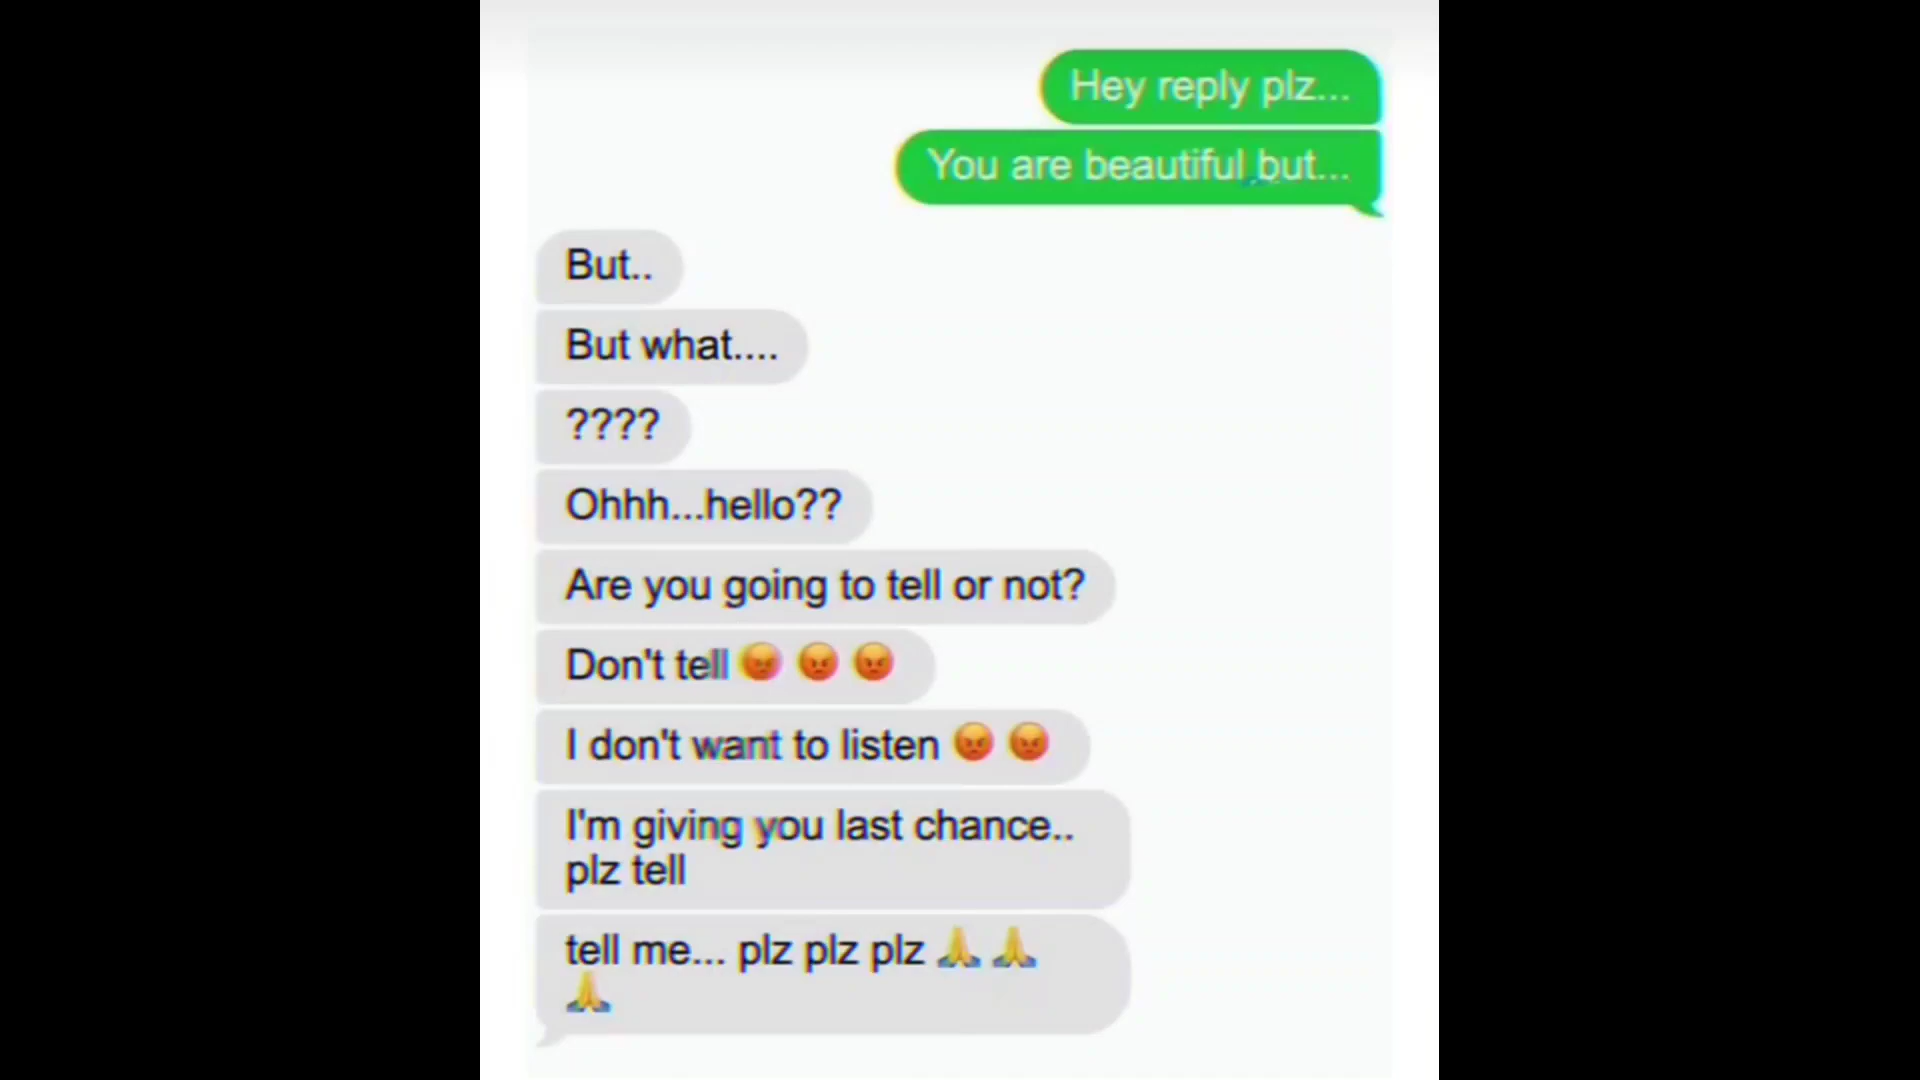 Hey reply plz...
You are beautiful but...
But..
But what....
????
Ohhh...hello??
Are you going to tell or not?
Don't tell 😡 😡 😡
I don't want to listen 😡 😡
I'm giving you last chance..
plz tell
tell me... plz plz plz 🙏 🙏
🙏